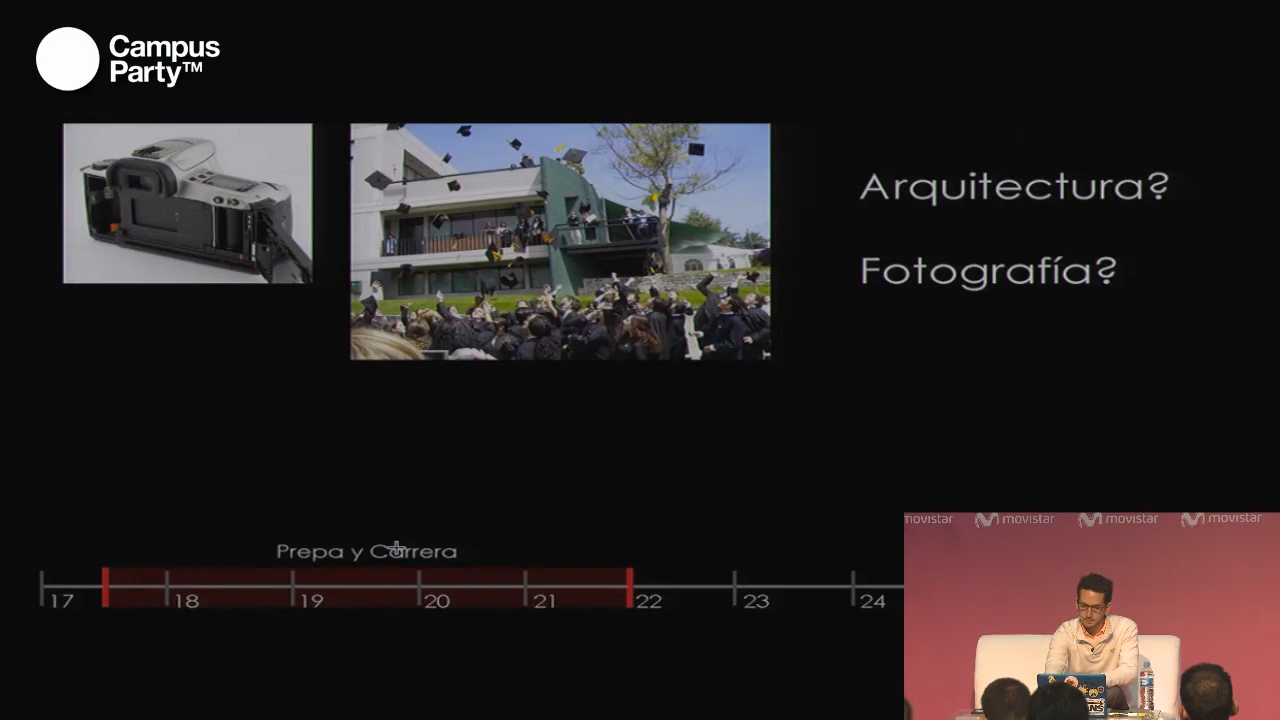 Campus
Party™
Arquitectura?
Fotografía?
Prepa y Carrera
17 18 19 20 21 22 23 24
movistar movistar movistar movistar